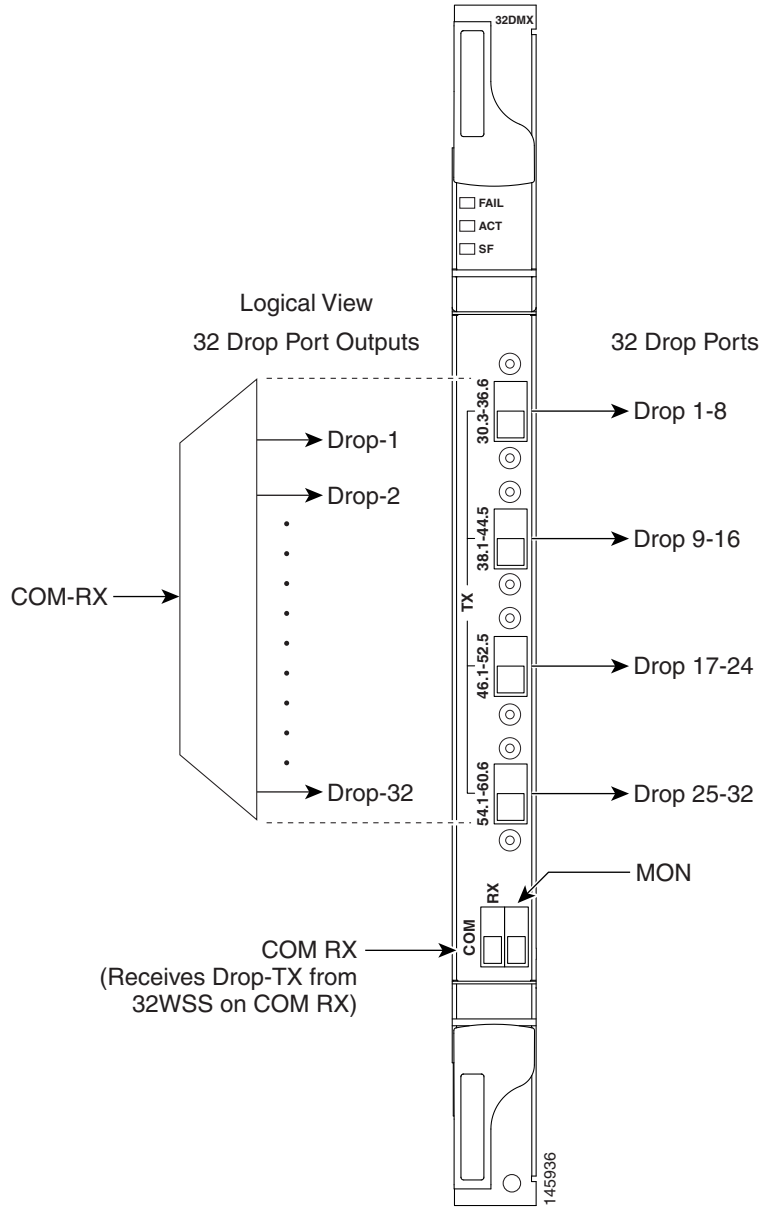 32DMX
FAIL
ACT
SF
Logical View
32 Drop Port Outputs
32 Drop Ports
30.3-36.6
Drop 1-8
Drop-1
Drop-2
38.1-44.5
Drop 9-16
COM-RX
TX
46.1-52.5
Drop 17-24
Drop-32
54.1-60.6
Drop 25-32
MON
RX
COM
COM RX
(Receives Drop-TX from
32WSS on COM RX)
145936